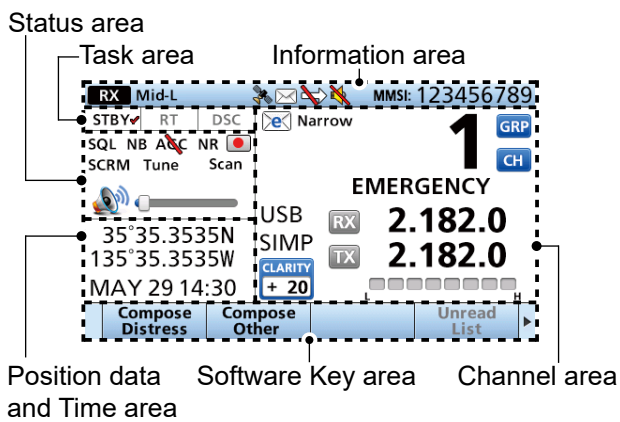 Status area
Task area
Information area
RX Mid-L MMSI: 123456789
STBY RT DSC
SQL NB AGC NR
SCRM Tune Scan
e Narrow
1 GRP
CH
EMERGENCY
USB RX 2.182.0
SIMP TX 2.182.0
CLARITY
+ 20
L H
35°35.3535N
135°35.3535W
MAY 29 14:30
Compose Distress
Compose Other
Unread List
Position data
and Time area
Software Key area
Channel area